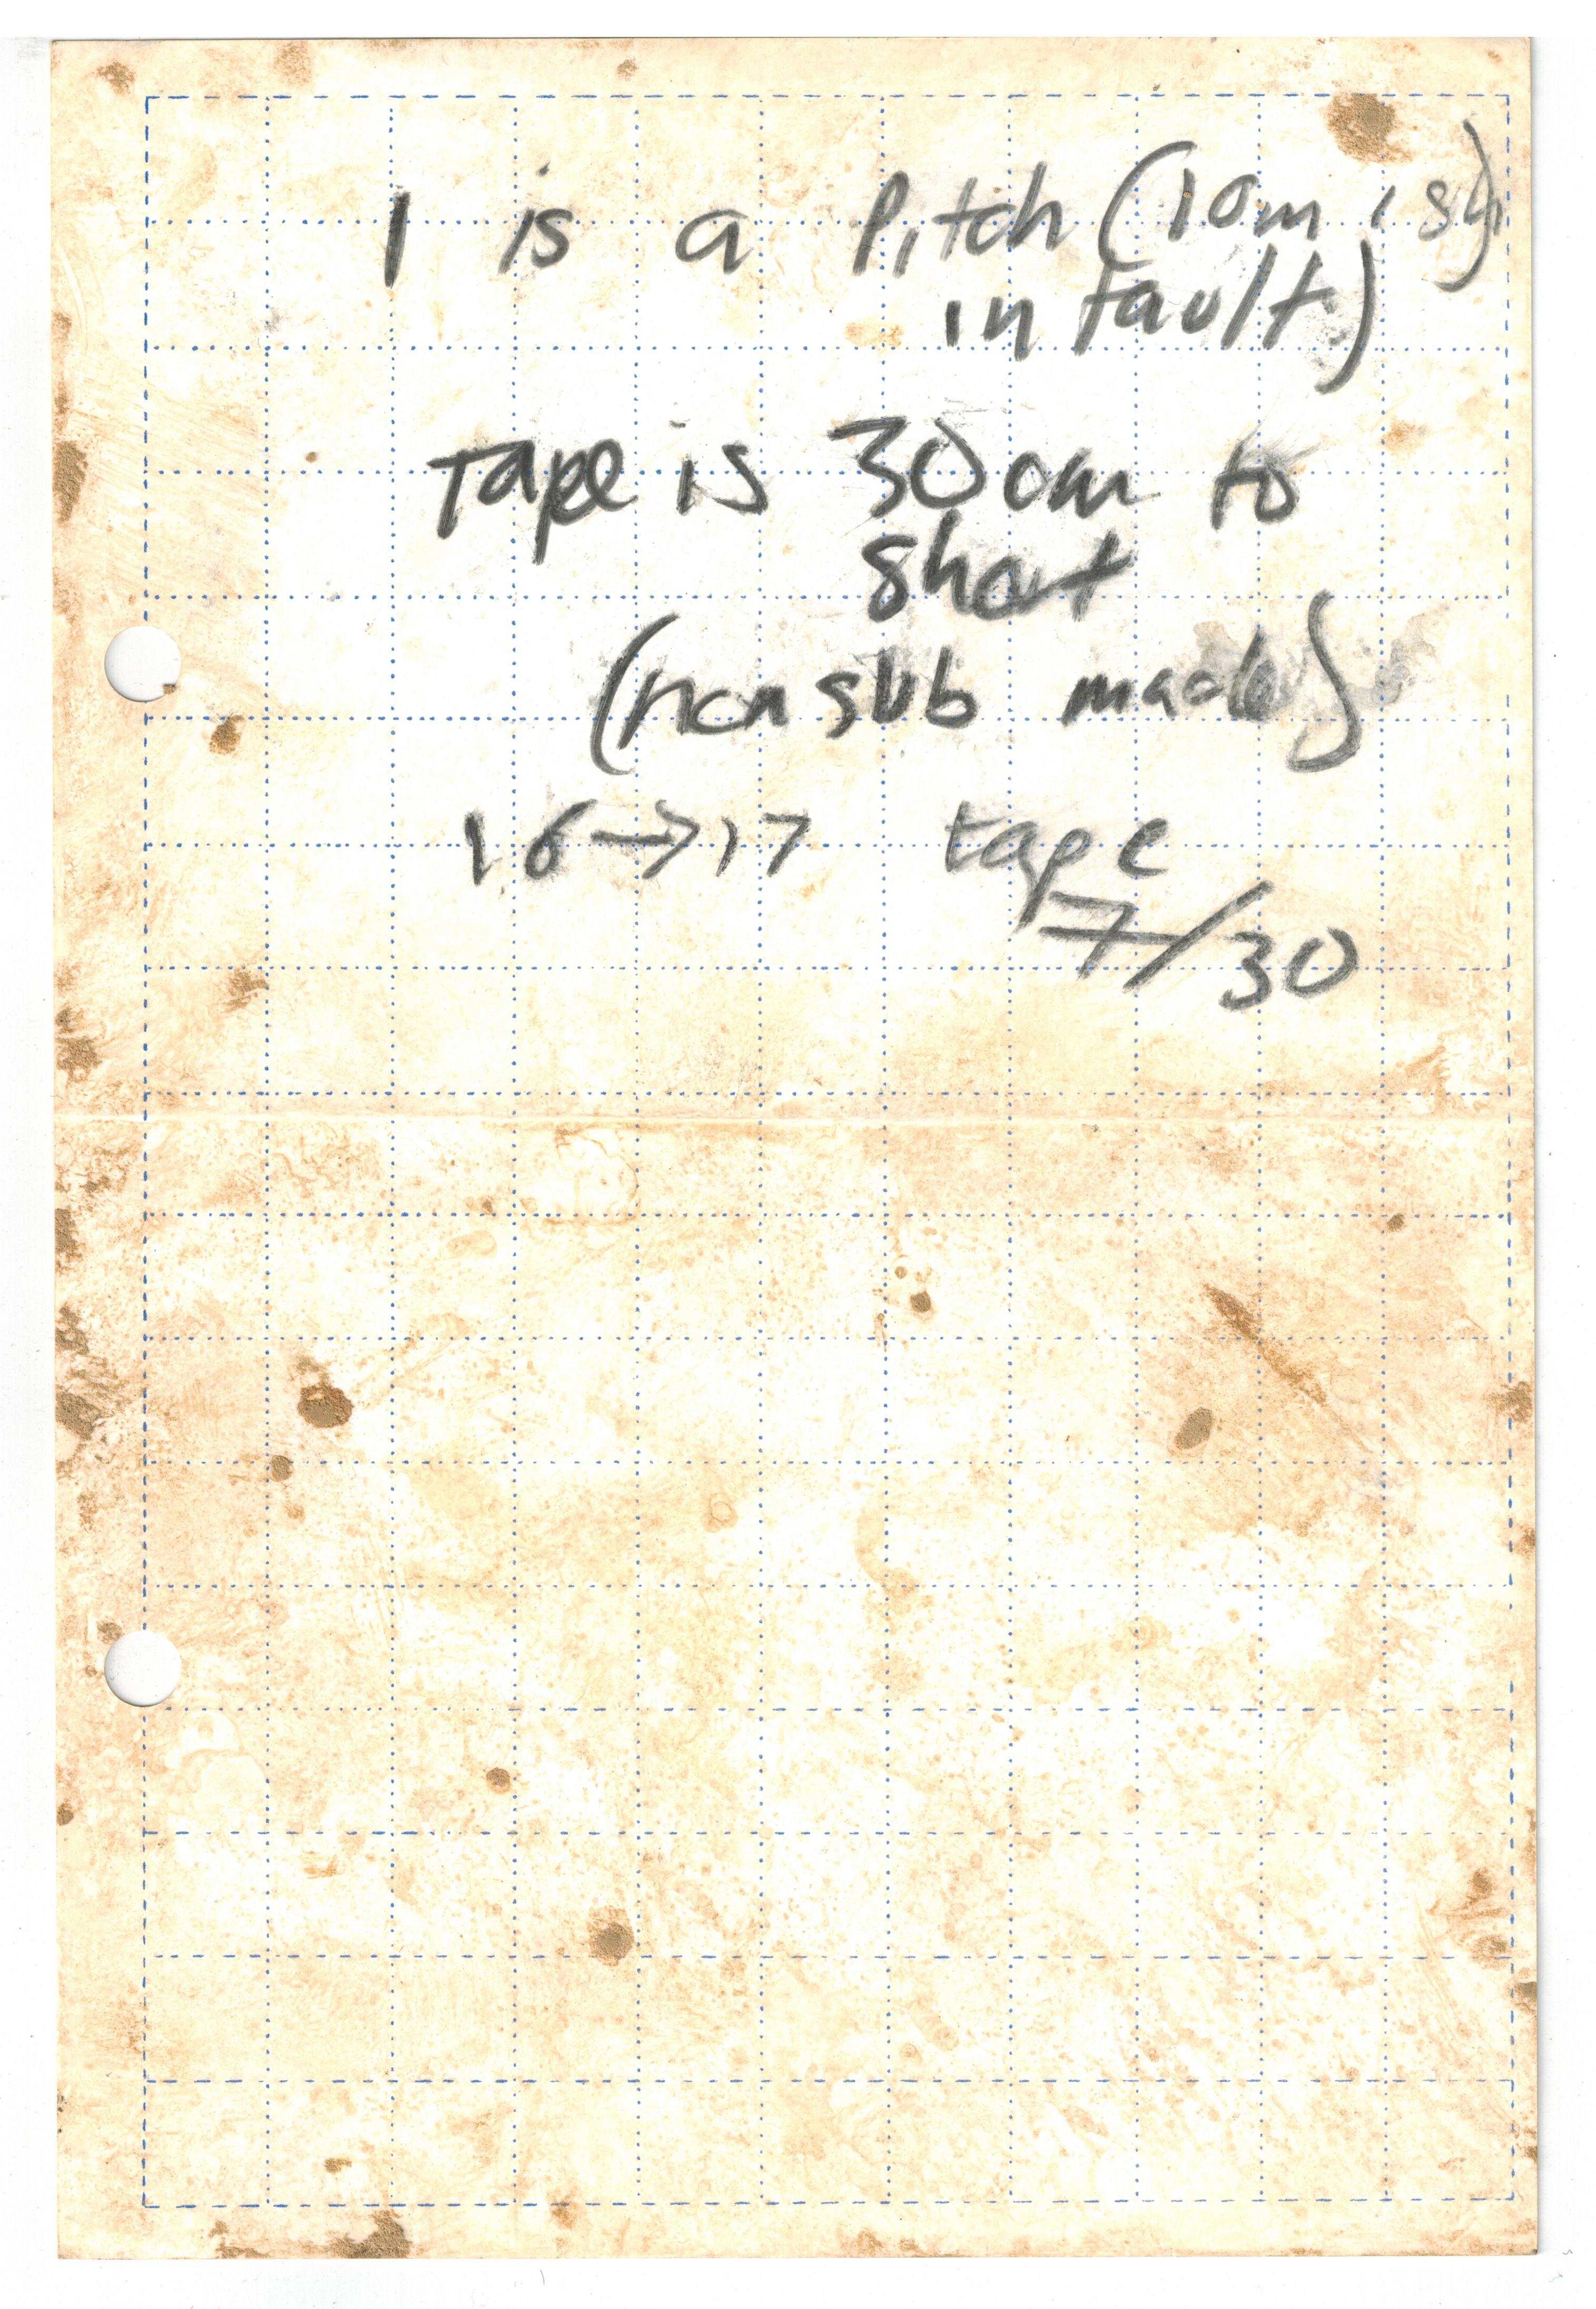 1 is a Pitch (10m ish)
in fault)
Tape is 30cm to
short
(non sub made)
16→17 tape
7/30